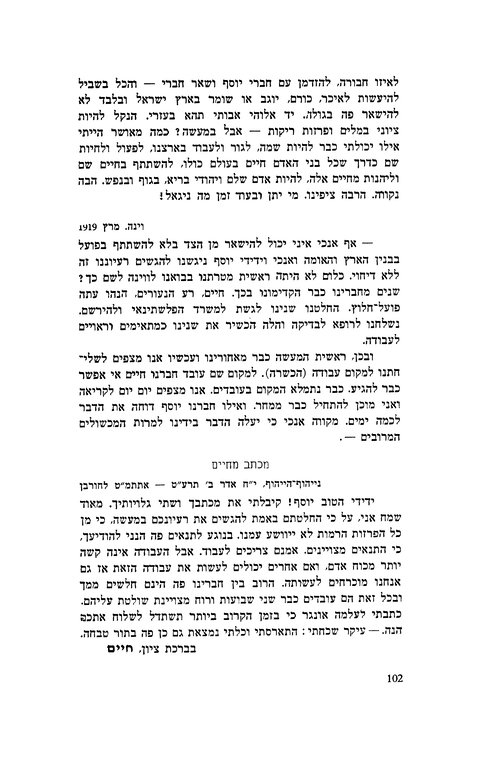 לאיזו חבורה, להזדמן עם חברי יוסף ושאר חברי — והכל בשביל
להיעשות לאיכר, כורם, יוגב או שומר בארץ ישראל ובלבד לא
להישאר פה בגולה. יד אלוהי אבותי תהא בעזרי. הנקל להיות
ציוני במלים ופרזות ריקות — אבל במעשה? כמה מאושר הייתי
אילו יכולתי כבר להיות שמה, לגור ולעבוד בארצנו, לפעול ולחיות
שם כדרך שכל בני האדם חיים בעולם כולו, להשתתף בחיים שם
וליהנות מחיים אלה, להיות אדם שלם ויהודי בריא, בגוף ובנפש. הבה
נקווה. הרבה ציפינו. מי יתן ובעוד זמן מה ניגאל!
וינה. מרץ 1919
— אף אנכי איני יכול להישאר מן הצד בלא להשתתף בפועל
בבנין הארץ והאומה ואנכי וידידי יוסף ניגשנו להגשים רעיוננו זה
ללא דיחוי. כלום לא היתה ראשית מטרתנו בבואנו לווינה לשם כך?
שנים מחברינו כבר הקדימונו בכך. חיים, רע הנעורים, הנהו עתה
פועל־חלוץ. החלטנו שנינו לגשת למשרד הפלשתינאי ולהירשם.
נשלחנו לרופא לבדיקה והלה הכשיר את שנינו כמתאימים וראויים
לעבודה.
ובכן, ראשית המעשה כבר מאחורינו ועכשיו אנו מצפים לשלי־
חתנו למקום עבודה (הכשרה). למקום שם עובד חברנו חיים אי אפשר
כבר להגיע. כבר נתמלא המקום בעובדים. אנו מצפים יום יום לקריאה
ואני מוכן להתחיל כבר ממחר. ואילו חברנו יוסף דוחה את הדבר
לכמה ימים. מקווה אנכי כי יעלה הדבר בידינו למרות המכשולים
המרובים — .
מכתב מחיים
נייהוף־הייהוף, י״ח אדר ב׳ תרע״ט — אתתמ״ט לחורבן
ידידי הטוב יוסף! קיבלתי את מכתבך ושתי גלויותיך. מאוד
שמח אני, על כי החלטתם באמת להגשים את רעיונכם במעשה, כי מן
כל הפרזות הרמות לא ייוושע עמנו. בנוגע לתנאים פה הנני להודיעך,
כי התנאים מצויינים. אמנם צריכים לעבוד. אבל העבודה אינה קשה
יותר מכוח אדם, ואם אחרים יכולים לעשות את עבודה הזאת אז גם
אנחנו מוכרחים לעשותה. הרוב בין חברינו פה הינם חלשים ממך
ובכל זאת הם עובדים כבר שני שבועות ורוח מצויינת שולטת עליהם.
כתבתי לעלמה אונגר כי בזמן הקרוב ביותר תשתדל לשלוח אתכם
הנה. — עיקר שכחתי: התארסתי וכלתי נמצאת גם כן פה בתור טבחה.
בברכת ציון, חיים
102